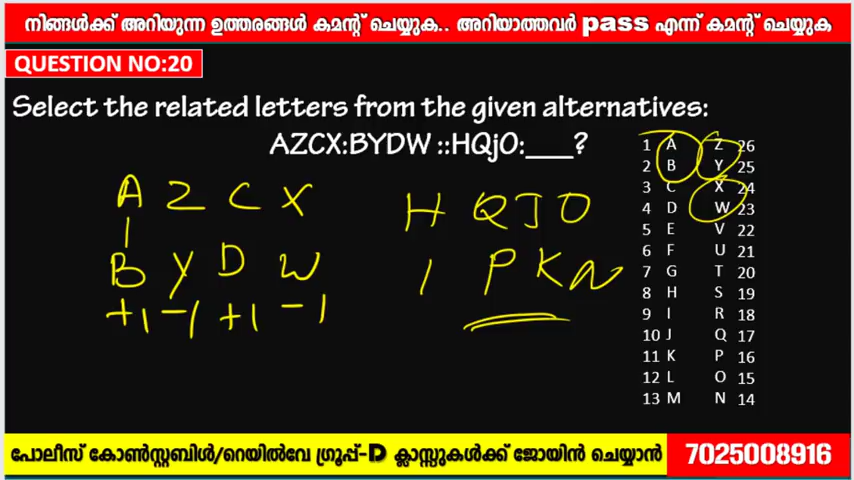 നിങ്ങൾക്ക് അറിയുന്ന ഉത്തരങ്ങൾ കമന്റ് ചെയ്യുക.. അറിയാത്തവർ pass എന്ന് കമന്റ് ചെയ്യുക
QUESTION NO:20
Select the related letters from the given alternatives:
AZCX:BYDW ::HQjO:___?
A Z C X
B Y D W
+1 -1 +1 -1
H Q J O
I P K N
1 A Z 26
2 B Y 25
3 C X 24
4 D W 23
5 E V 22
6 F U 21
7 G T 20
8 H S 19
9 I R 18
10 J Q 17
11 K P 16
12 L O 15
13 M N 14
പോലീസ് കോൺസ്റ്റബിൾ/റെയിൽവേ ഗ്രൂപ്പ്-D ക്ലാസ്സുകൾക്ക് ജോയിൻ ചെയ്യാൻ 7025008916